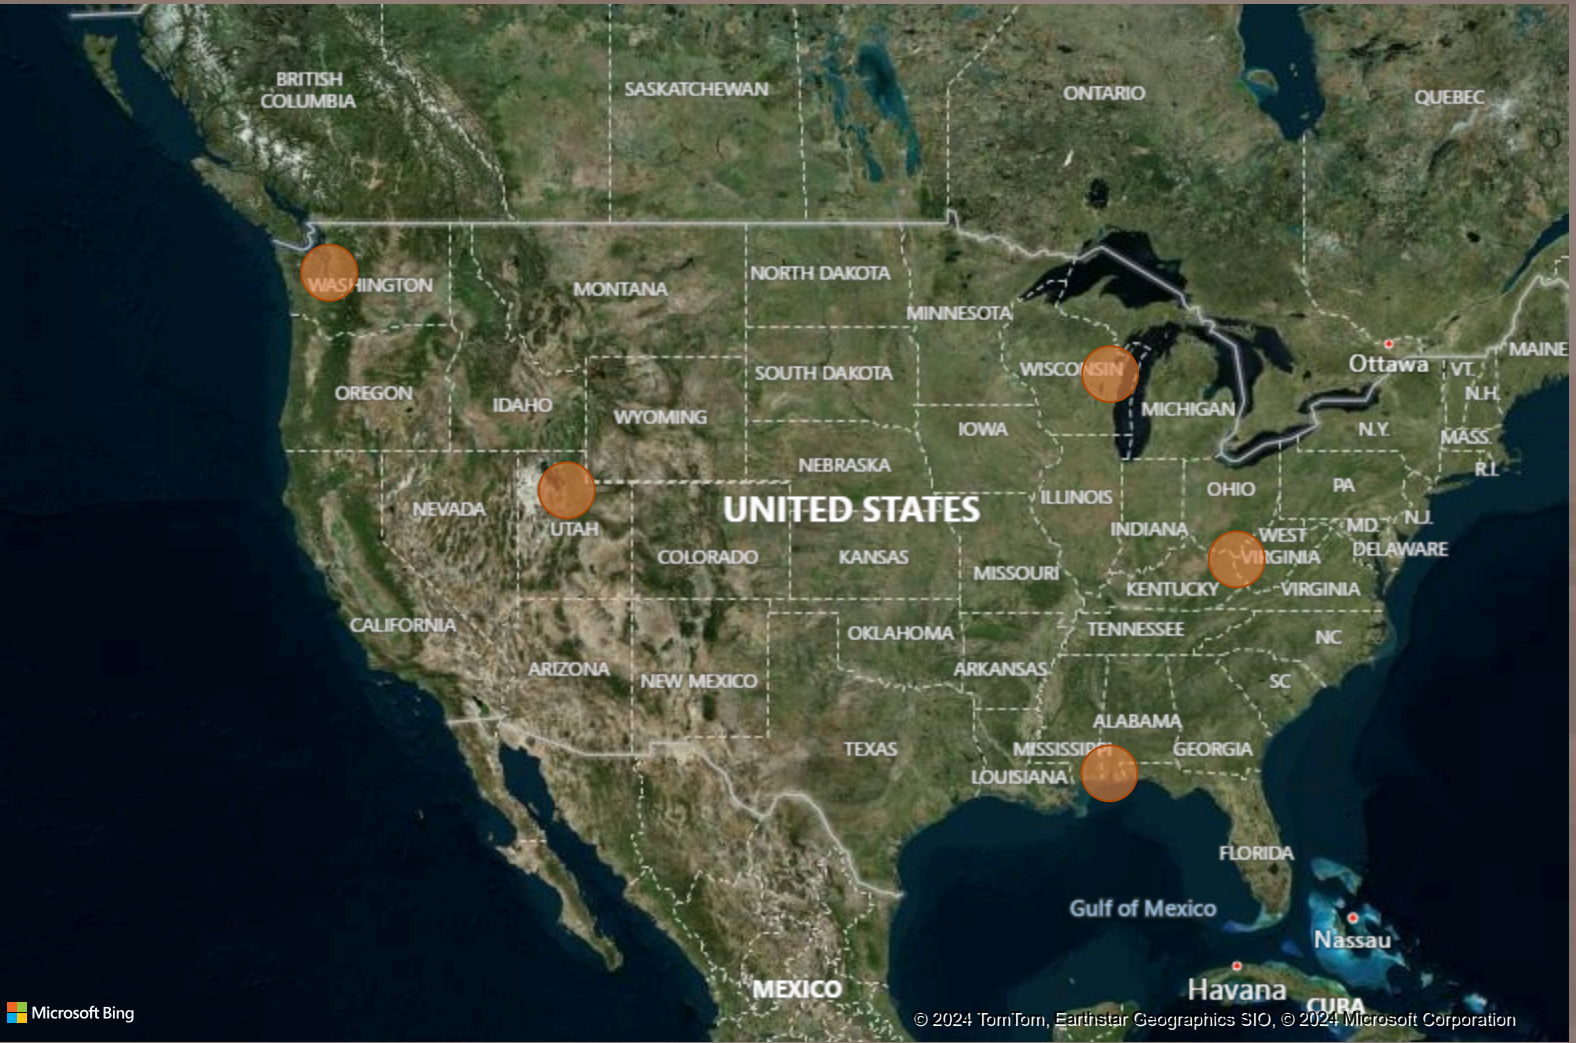 BRITISH
COLUMBIA
SASKATCHEWAN
ONTARIO
QUEBEC
WASHINGTON
MONTANA
NORTH DAKOTA
MINNESOTA
Ottawa
MAINE
VT.
N.H.
OREGON
IDAHO
WYOMING
SOUTH DAKOTA
WISCONSIN
MICHIGAN
N.Y.
MASS.
R.I.
IOWA
NEBRASKA
NEVADA
UTAH
UNITED STATES
ILLINOIS
INDIANA
OHIO
PA
N.J.
MD.
DELAWARE
WEST
VIRGINIA
COLORADO
KANSAS
MISSOURI
KENTUCKY
VIRGINIA
CALIFORNIA
ARIZONA
NEW MEXICO
OKLAHOMA
ARKANSAS
TENNESSEE
NC
SC
ALABAMA
TEXAS
MISSISSIPPI
GEORGIA
LOUISIANA
FLORIDA
Gulf of Mexico
Nassau
MEXICO
Havana
CUBA
Microsoft Bing
© 2024 TomTom, Earthstar Geographics SIO, © 2024 Microsoft Corporation